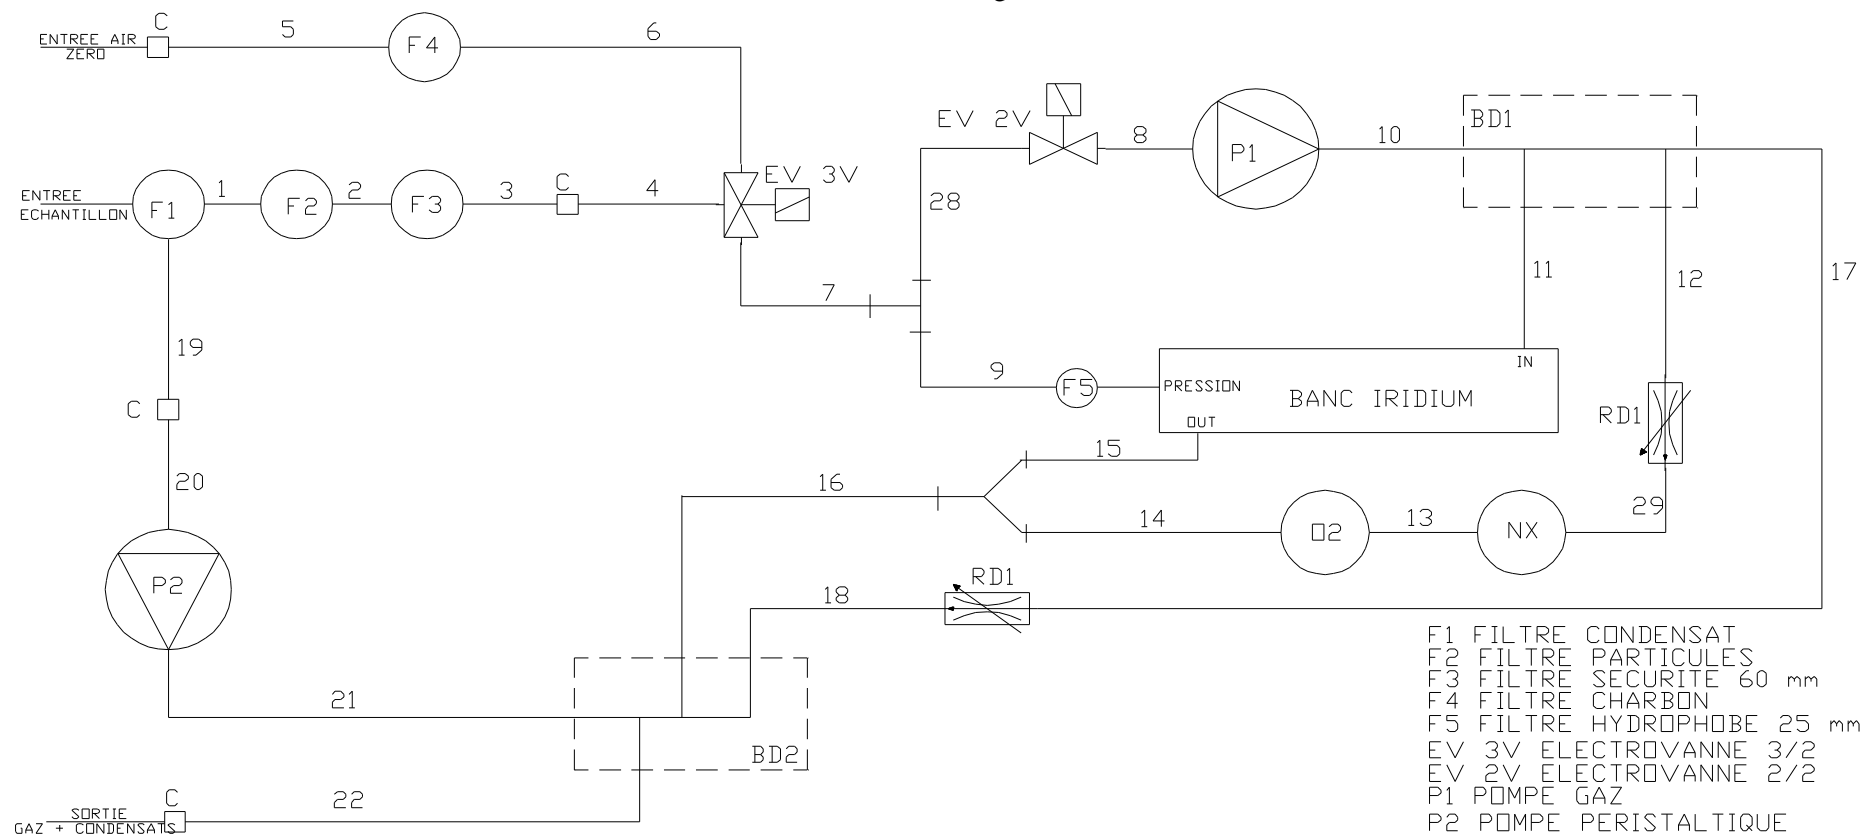 C
5
6
ENTREE AIR
ZERO
F4
EV 2V
8
10
BD1
P1
EV 3V
C
ENTREE
ECHANTILLON
F1
1
F2
2
F3
3
4
28
7
11
12
17
19
C
20
9
F5
PRESSION
IN
OUT
BANC IRIDIUM
RD1
15
16
14
O2
13
NX
29
P2
18
RD1
21
BD2
22
C
SORTIE
GAZ + CONDENSATS
F1 FILTRE CONDENSAT
F2 FILTRE PARTICULES
F3 FILTRE SECURITE 60 mm
F4 FILTRE CHARBON
F5 FILTRE HYDROPHOBE 25 mm
EV 3V ELECTROVANNE 3/2
EV 2V ELECTROVANNE 2/2
P1 POMPE GAZ
P2 POMPE PERISTALTIQUE